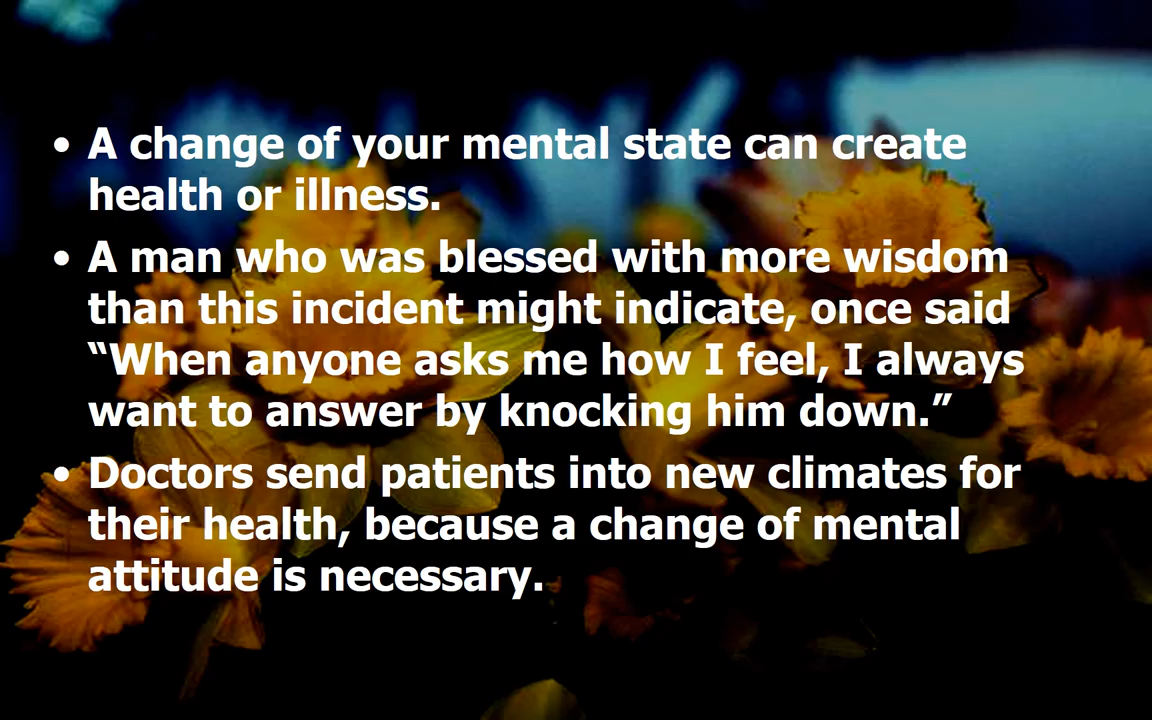 • A change of your mental state can create
health or illness.
• A man who was blessed with more wisdom
than this incident might indicate, once said
“When anyone asks me how I feel, I always
want to answer by knocking him down.”
• Doctors send patients into new climates for
their health, because a change of mental
attitude is necessary.